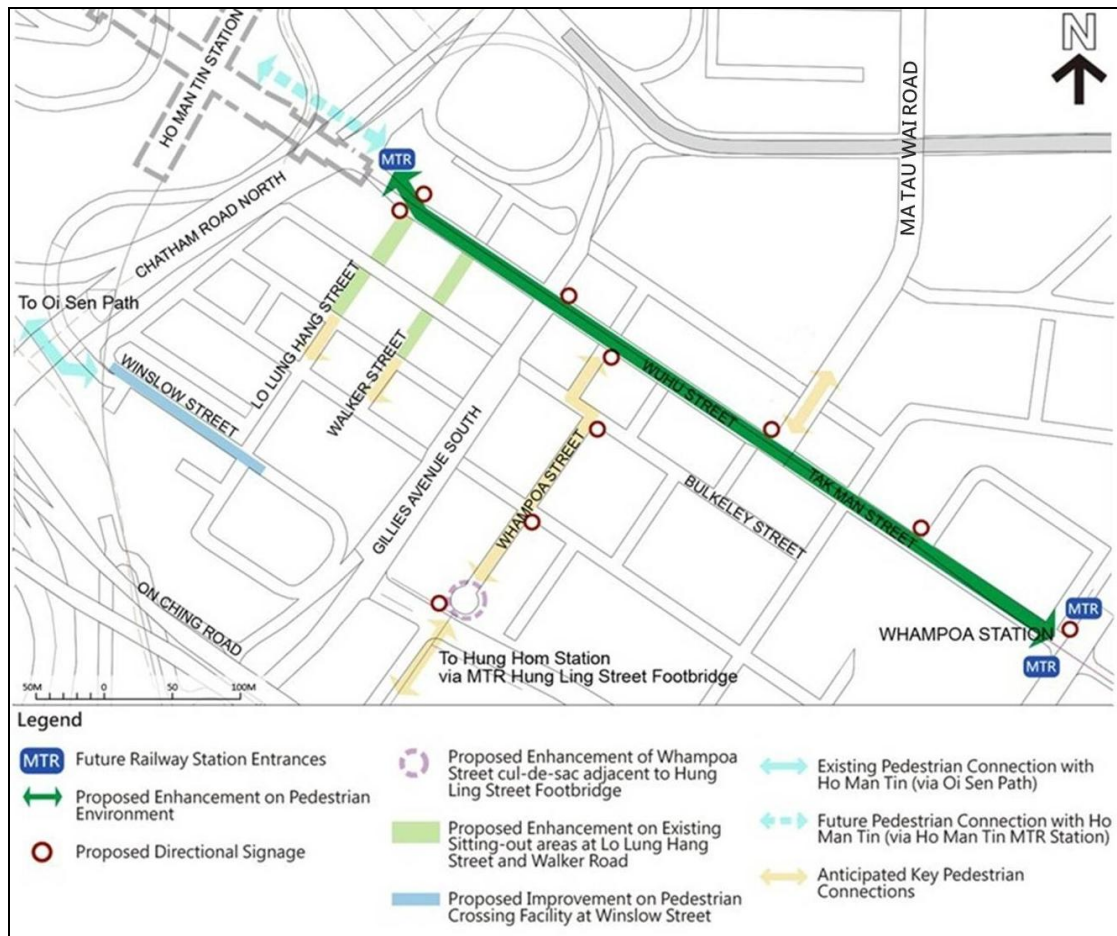 N
HO MAN TIN STATION
MA TAU WAI ROAD
MTR
CHATHAM ROAD NORTH
To Oi Sen Path
LO LUNG HANG STREET
WALKER STREET
WINSLOW STREET
WUHU STREET
GILLIES AVENUE SOUTH
WHAMPOA STREET
BULKELEY STREET
TAK MAN STREET
ON CHING ROAD
MTR
WHAMPOA STATION
MTR
To Hung Hom Station
via MTR Hung Ling Street Footbridge
50M 0 50 100M
Legend
MTR Future Railway Station Entrances
Proposed Enhancement on Pedestrian
Environment
Proposed Directional Signage
Proposed Enhancement of Whampoa
Street cul-de-sac adjacent to Hung
Ling Street Footbridge
Proposed Enhancement on Existing
Sitting-out areas at Lo Lung Hang
Street and Walker Road
Proposed Improvement on Pedestrian
Crossing Facility at Winslow Street
Existing Pedestrian Connection with
Ho Man Tin (via Oi Sen Path)
Future Pedestrian Connection with Ho
Man Tin (via Ho Man Tin MTR Station)
Anticipated Key Pedestrian
Connections